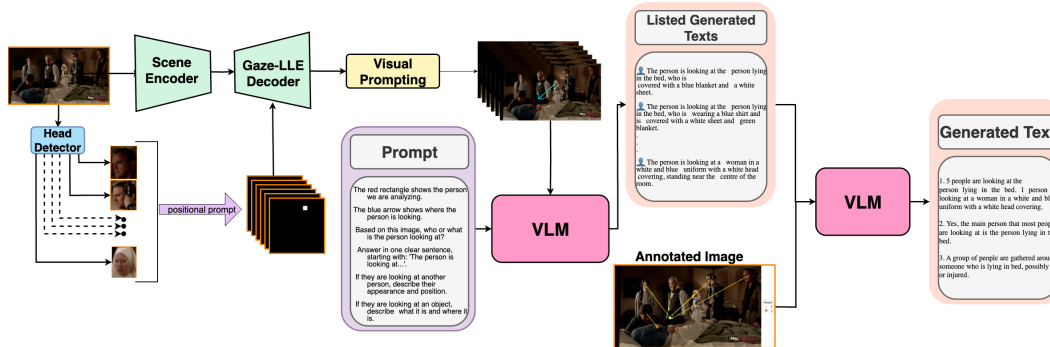 Scene
Encoder
Gaze-LLE
Decoder
Visual
Prompting
Head
Detector
positional prompt
Prompt
The red rectangle shows the person
we are analyzing.
The blue arrow shows where the
person is looking.
Based on this image, who or what
is the person looking at?
Answer in one clear sentence,
starting with: 'The person is
looking at...'.
If they are looking at another
person, describe their
appearance and position.
If they are looking at an object,
describe what it is and where it
is.
VLM
Listed Generated
Texts
The person is looking at the person lying
in the bed, who is
covered with a blue blanket and a white
sheet.
The person is looking at the person lying
in the bed, who is wearing a blue shirt and
is covered with a white sheet and green
blanket.
.
.
.
The person is looking at a woman in a
white and blue uniform with a white head
covering, standing near the centre of the
room.
Annotated Image
VLM
Generated Tex
1. 5 people are looking at the
person lying in the bed. 1 person
looking at a woman in a white and bl
uniform with a white head covering.
2. Yes, the main person that most peop
are looking at is the person lying in t
bed.
3. A group of people are gathered arou
someone who is lying in bed, possibly
or injured.